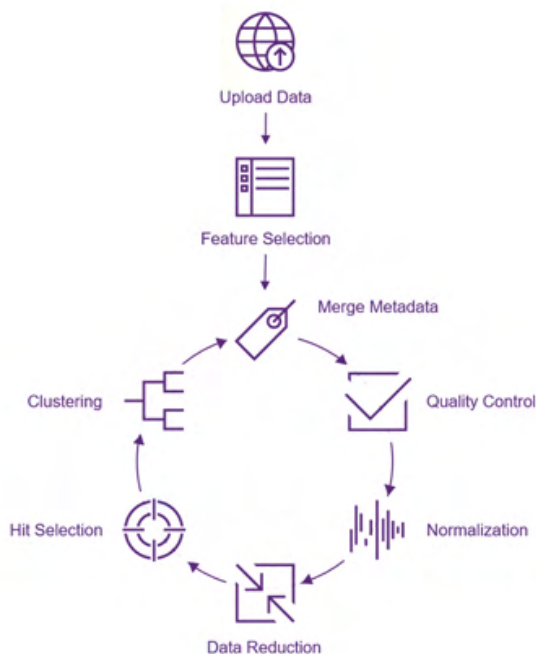 Upload Data
Feature Selection
Merge Metadata
Clustering
Quality Control
Hit Selection
Normalization
Data Reduction